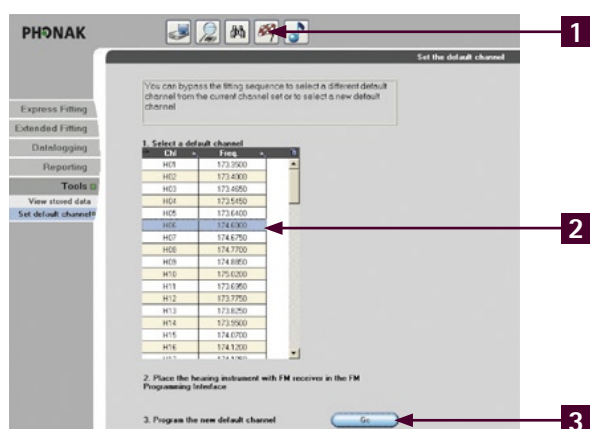 PHONAK
1
Set the default channel
You can bypass the fitting sequence to select a different default
channel from the current channel set or to select a new default
channel
Express Fitting
Extended Fitting
Datalogging
Reporting
Tools
View stored data
Set default channel
1. Select a default channel
Chl Freq.
H01 173.3500
H02 173.4000
H03 173.4650
H04 173.5450
H05 173.6400
H06 174.6000
H07 174.6750
H08 174.7700
H09 174.8850
H10 175.0200
H11 173.6950
H12 173.7750
H13 173.8250
H14 173.9500
H15 174.0700
H16 174.1200
2
2. Place the hearing instrument with FM receiver in the FM
Programming Interface
3. Program the new default channel
Go
3